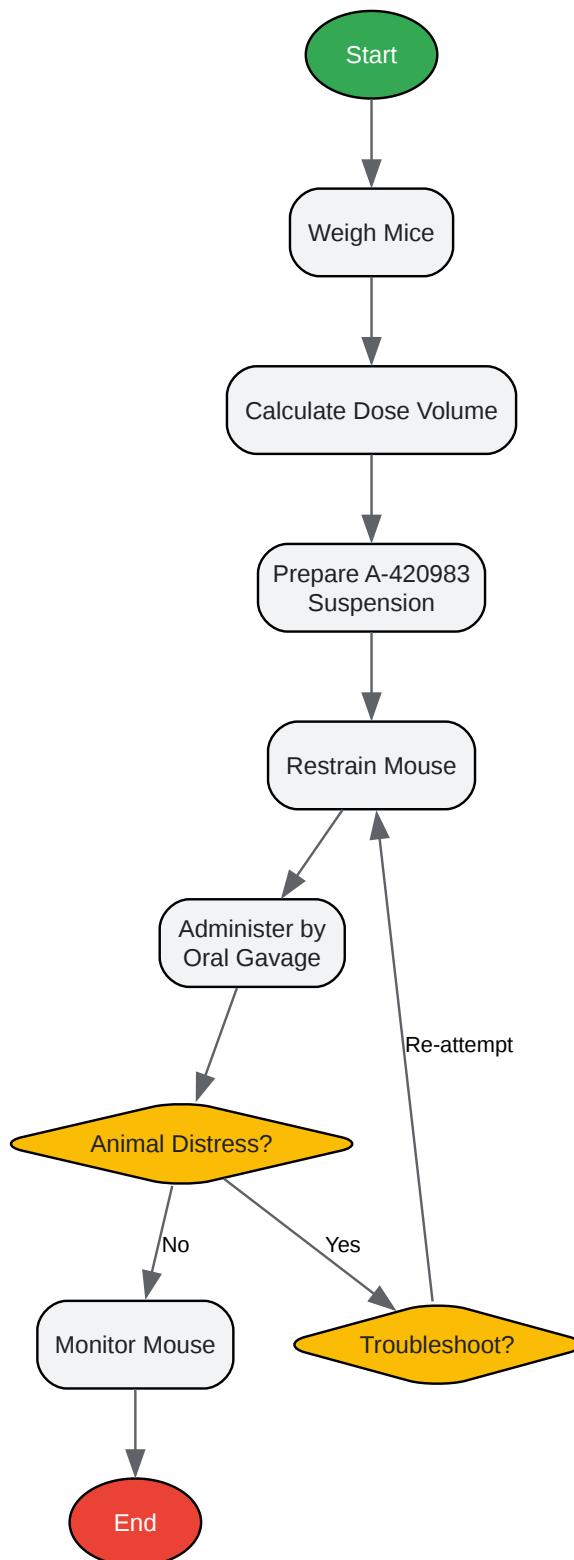 Start
Weigh Mice
Calculate Dose Volume
Prepare A-420983
Suspension
Restrain Mouse
Administer by
Oral Gavage
Re-attempt
Animal Distress?
No
Yes
Monitor Mouse
Troubleshoot?
End